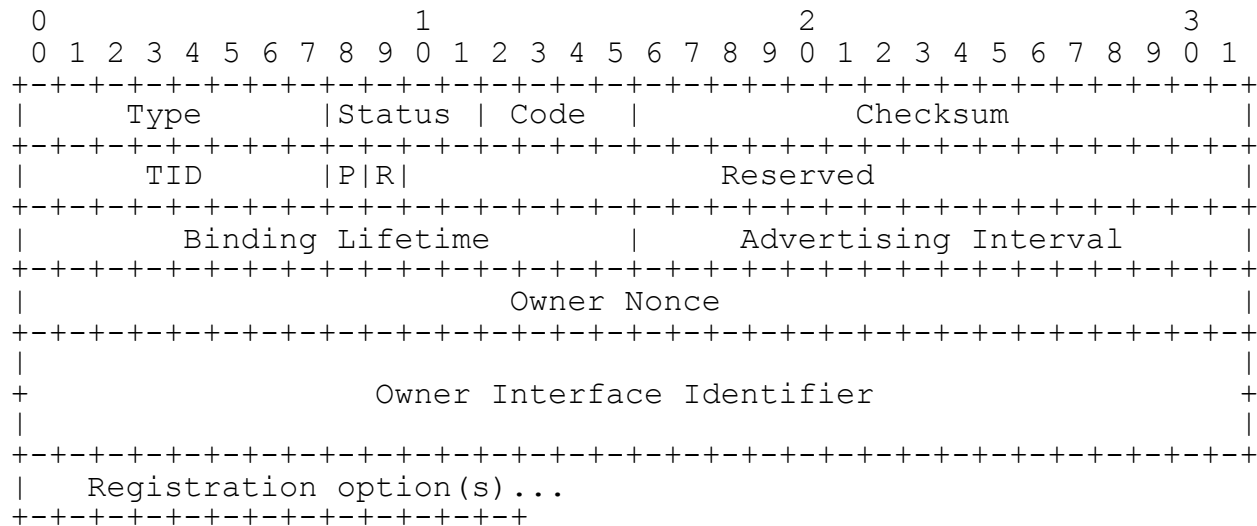 0                   1                   2                   3
 0 1 2 3 4 5 6 7 8 9 0 1 2 3 4 5 6 7 8 9 0 1 2 3 4 5 6 7 8 9 0 1
+-+-+-+-+-+-+-+-+-+-+-+-+-+-+-+-+-+-+-+-+-+-+-+-+-+-+-+-+-+-+-+-+
|     Type      |Status | Code  |           Checksum            |
+-+-+-+-+-+-+-+-+-+-+-+-+-+-+-+-+-+-+-+-+-+-+-+-+-+-+-+-+-+-+-+-+
|      TID      |P|R|                Reserved                   |
+-+-+-+-+-+-+-+-+-+-+-+-+-+-+-+-+-+-+-+-+-+-+-+-+-+-+-+-+-+-+-+-+
|        Binding Lifetime       |     Advertising Interval      |
+-+-+-+-+-+-+-+-+-+-+-+-+-+-+-+-+-+-+-+-+-+-+-+-+-+-+-+-+-+-+-+-+
|                         Owner Nonce                           |
+-+-+-+-+-+-+-+-+-+-+-+-+-+-+-+-+-+-+-+-+-+-+-+-+-+-+-+-+-+-+-+-+
|                                                               |
+                  Owner Interface Identifier                   +
|                                                               |
+-+-+-+-+-+-+-+-+-+-+-+-+-+-+-+-+-+-+-+-+-+-+-+-+-+-+-+-+-+-+-+-+
|   Registration option(s)...
+-+-+-+-+-+-+-+-+-+-+-+-+-+